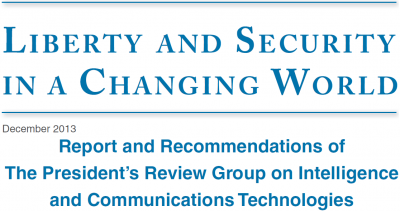 LIBERTY AND SECURITY
IN A CHANGING WORLD
December 2013
Report and Recommendations of
The President's Review Group on Intelligence
and Communications Technologies